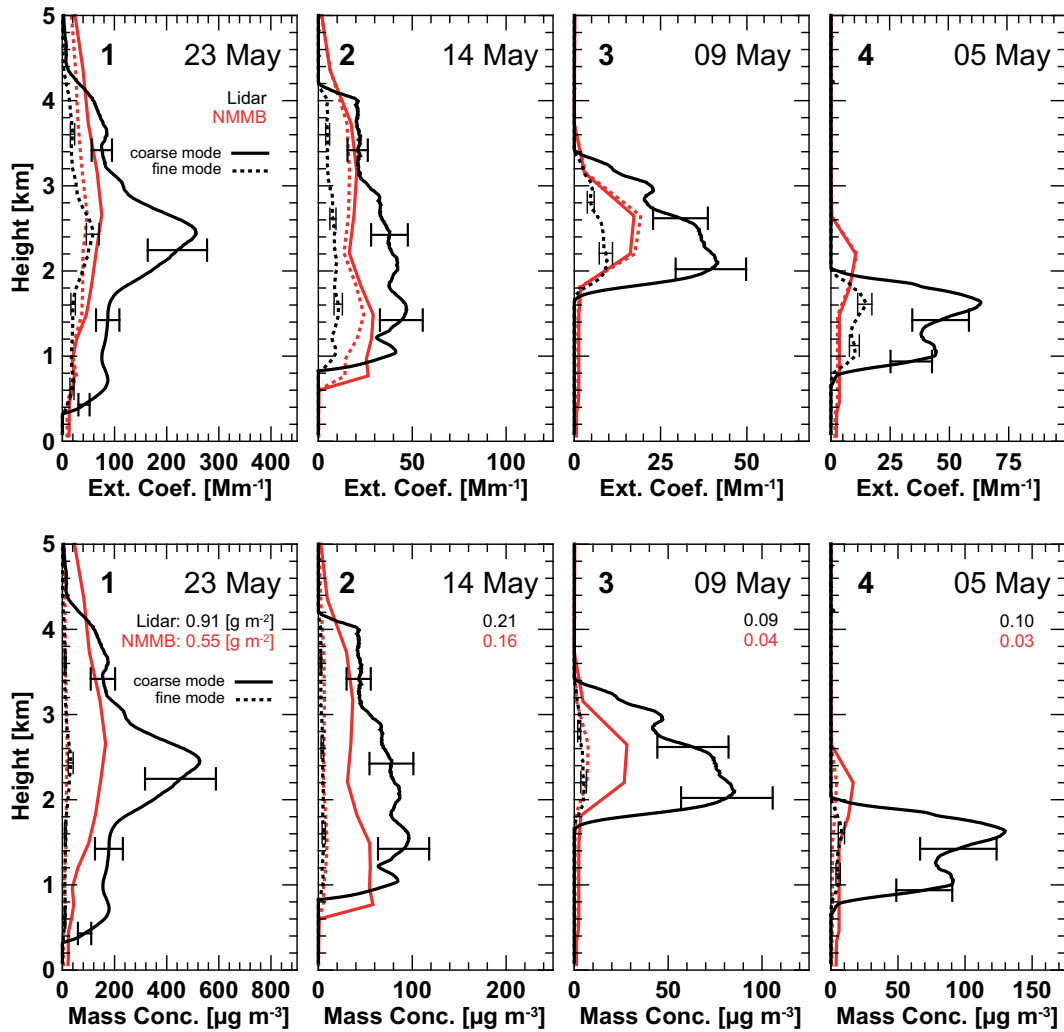 1 23 May
2 14 May
3 09 May
4 05 May
Lidar
NMMB
coarse mode
fine mode
Height [km]
5
4
3
2
1
0
0 100 200 300 400
0 50 100
0 25 50
0 25 50 75
Ext. Coef. [Mm⁻¹]
Ext. Coef. [Mm⁻¹]
Ext. Coef. [Mm⁻¹]
Ext. Coef. [Mm⁻¹]
1 23 May
2 14 May
3 09 May
4 05 May
Lidar: 0.91 [g m⁻²]
NMMB: 0.55 [g m⁻²]
0.21
0.16
0.09
0.04
0.10
0.03
coarse mode
fine mode
Height [km]
5
4
3
2
1
0
0 200 400 600 800
0 100 200
0 50 100
0 50 100 150
Mass Conc. [µg m⁻³]
Mass Conc. [µg m⁻³]
Mass Conc. [µg m⁻³]
Mass Conc. [µg m⁻³]